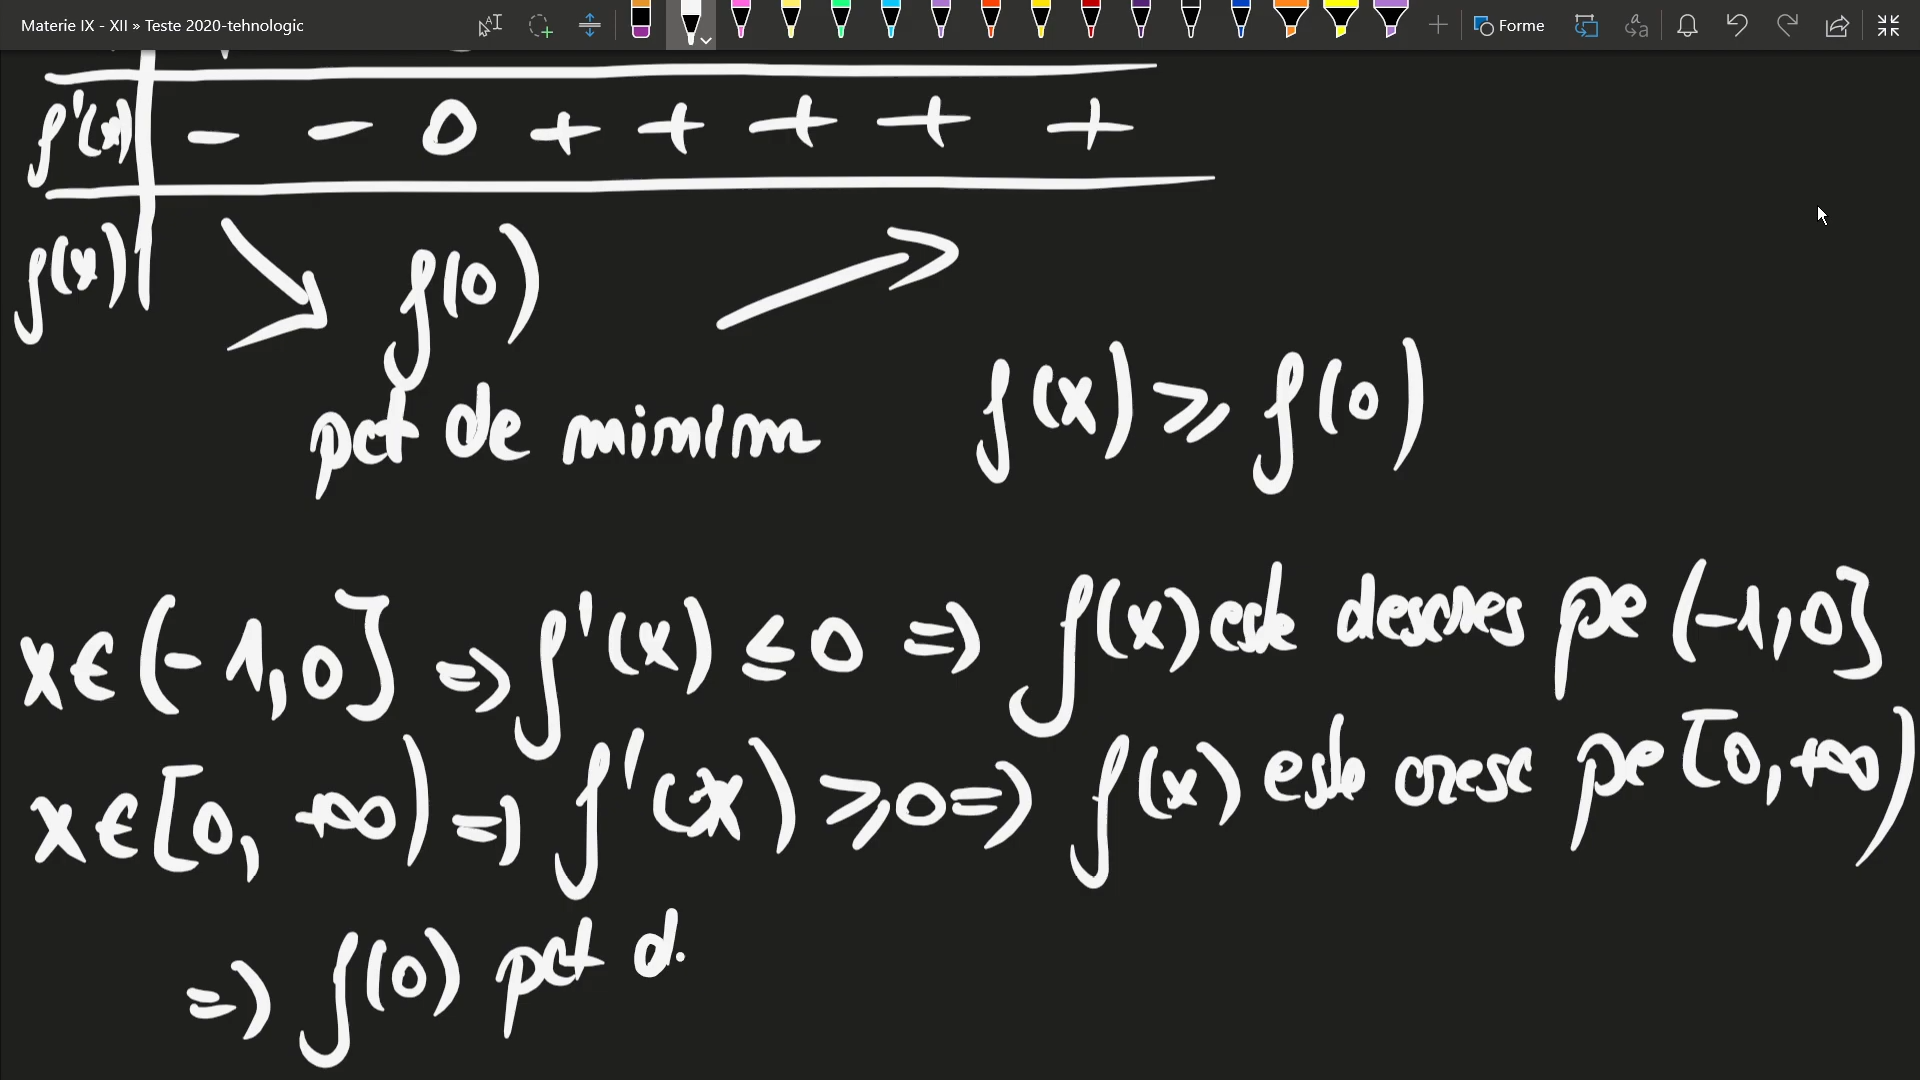 Materie IX - XII » Teste 2020-tehnologic
Forme
f'(x) - - 0 + + + + +
f(x) ↘ f(0) ↗
pct de minim f(x) ⩾ f(0)
x∈(-1,0] => f'(x) ≤ 0 => f(x) este descres pe (-1,0]
x∈[0, +∞) => f'(x) ⩾ 0 => f(x) este cresc pe [0,+∞)
=> f(0) pct d.